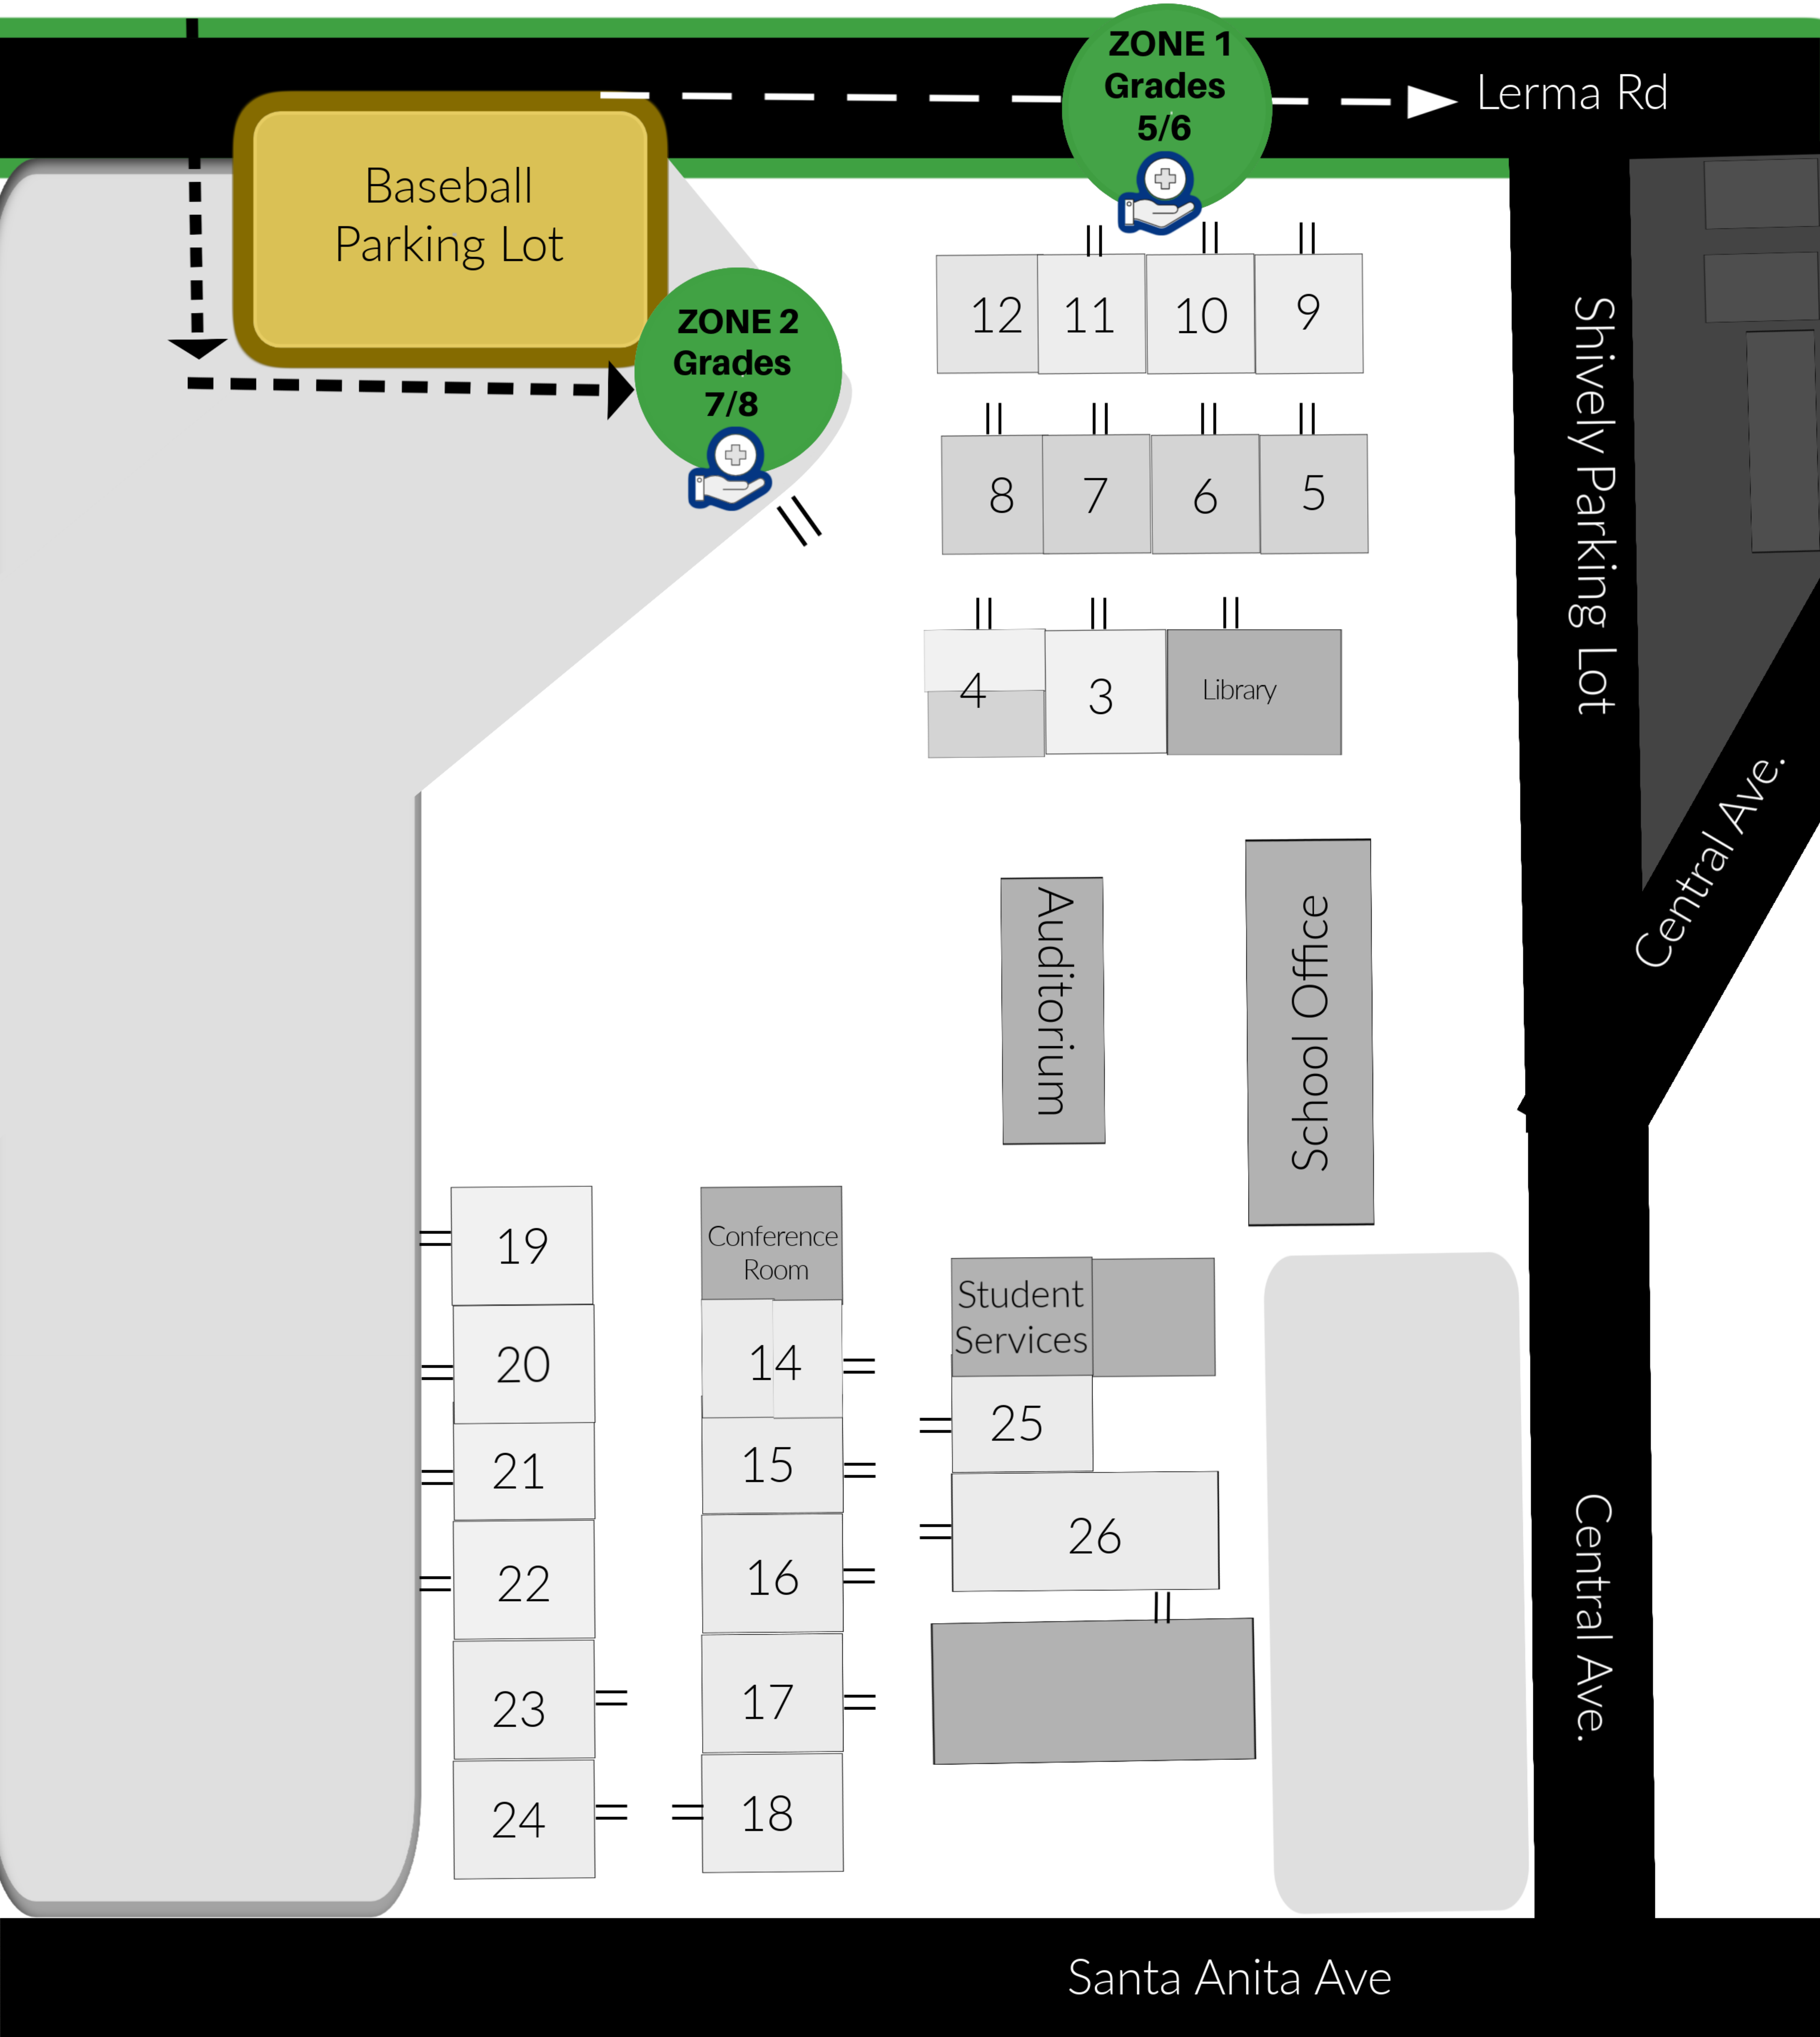 ZONE 1
Grades
5/6
Lerma Rd
Baseball
Parking Lot
ZONE 2
Grades
7/8
12
11
10
9
8
7
6
5
Shively Parking Lot
4
3
Library
Central Ave.
Auditorium
School Office
19
Conference
Room
Student
Services
20
14
25
21
15
26
22
16
23
17
24
18
Central Ave.
Santa Anita Ave